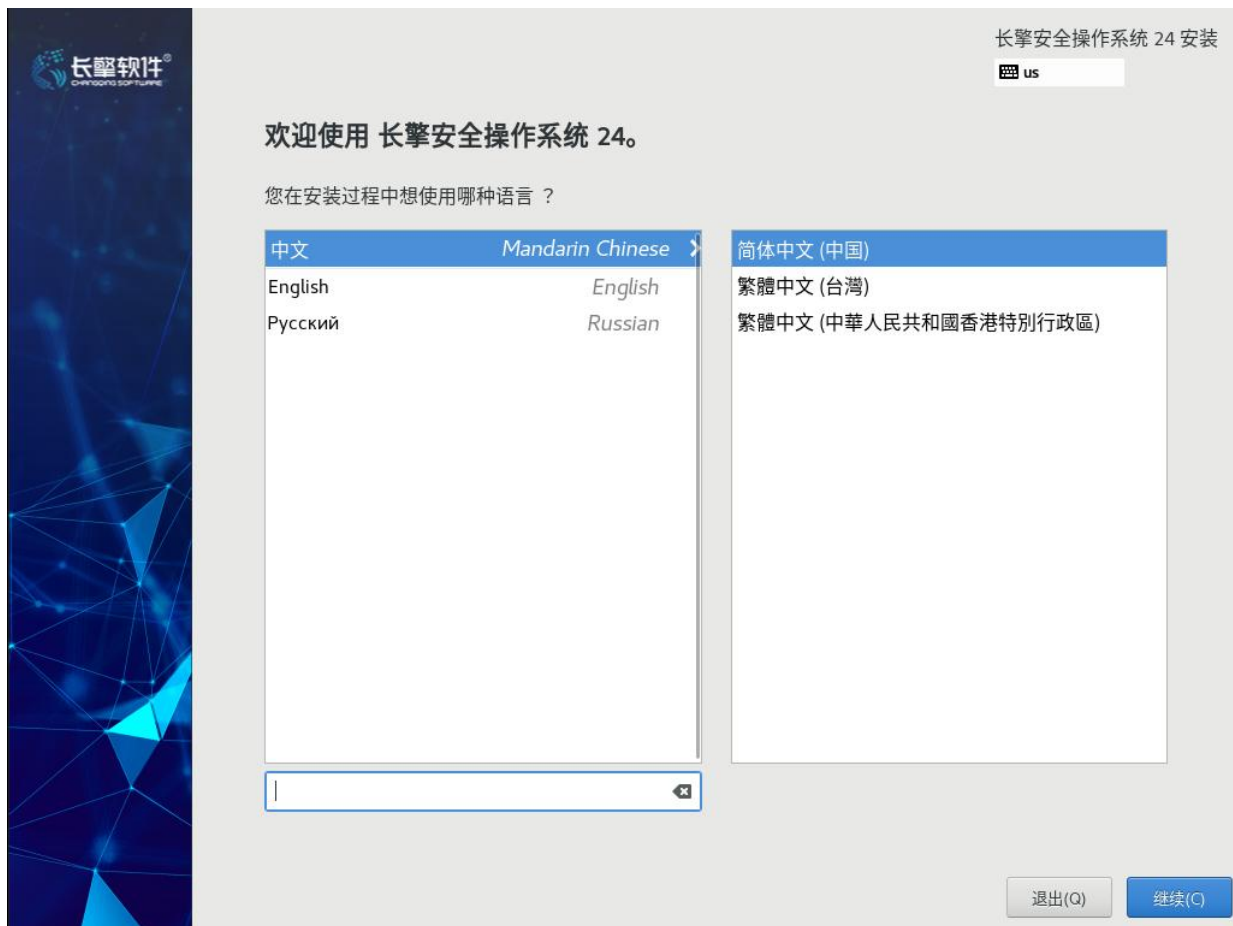 长擎软件®
CHANGQING SOFTWARE
长擎安全操作系统 24 安装
us
欢迎使用 长擎安全操作系统 24。
您在安装过程中想使用哪种语言 ？
中文 Mandarin Chinese
English English
Русский Russian
简体中文 (中国)
繁體中文 (台灣)
繁體中文 (中華人民共和國香港特別行政區)
退出(Q) 继续(C)